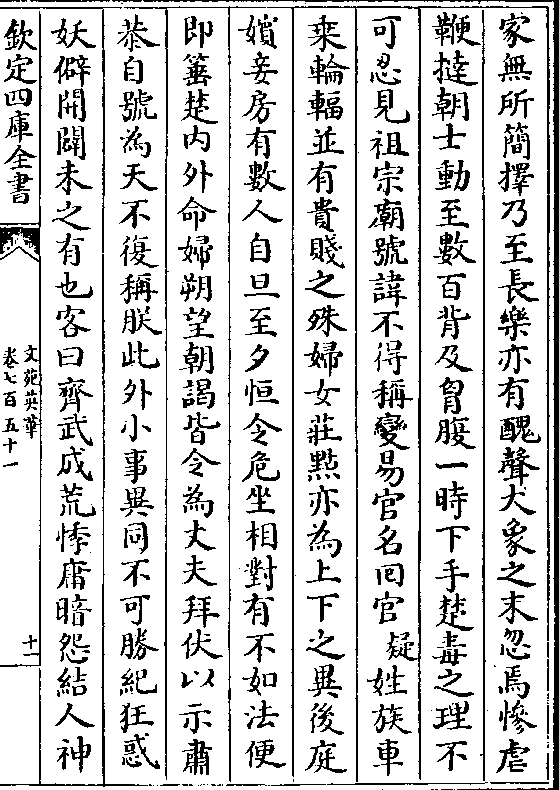 家無所簡擇乃至長樂亦有醜聲犬象之末忽焉慘虐
鞭撻朝士動至數百背及胷腹一時下手楚毒之理不
可忍見祖宗廟號諱不得稱變易官名回官疑姓族車
乗輪輻並有貴賤之殊婦女莊㸃亦為上下之異後庭
嬪妾房有數人自旦至夕恒令危坐相對有不如法便
即箠楚内外命婦朔望朝謁皆令為丈夫拜伏以示肅
恭自號為天不復稱朕此外小事異同不可勝紀狂惑
妖僻開闢未之有也客曰齊武成荒悖庸暗怨結人神
欽定四庫全書
文苑英華
卷七百五十一
十一